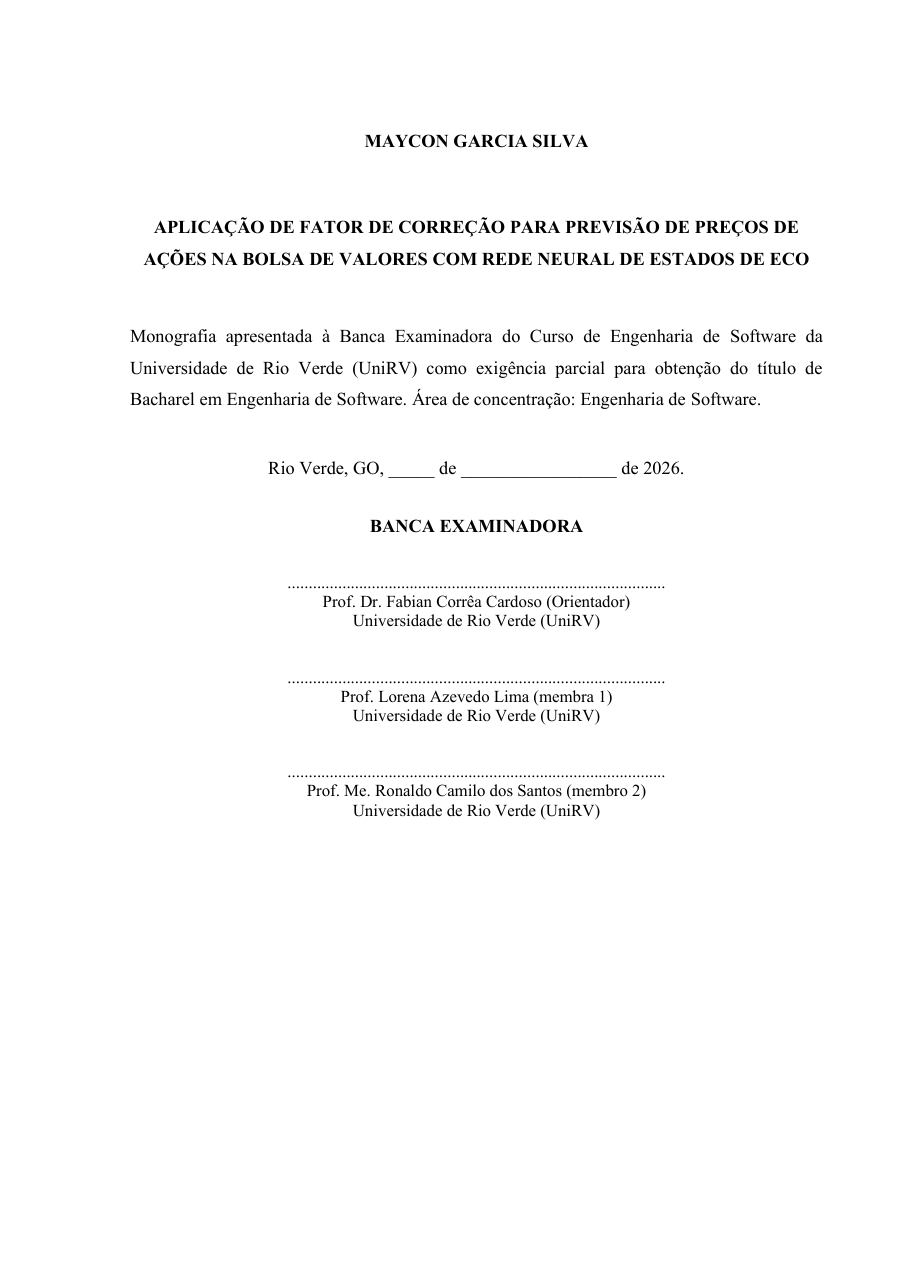 MAYCON GARCIA SILVA
APLICAÇÃO DE FATOR DE CORREÇÃO PARA PREVISÃO DE PREÇOS DE
AÇÕES NA BOLSA DE VALORES COM REDE NEURAL DE ESTADOS DE ECO
Monografia apresentada à Banca Examinadora do Curso de Engenharia de Software da
Universidade de Rio Verde (UniRV) como exigência parcial para obtenção do título de
Bacharel em Engenharia de Software. Área de concentração: Engenharia de Software.
Rio Verde, GO, _____ de _________________ de 2026.
BANCA EXAMINADORA
..........................................................................................
Prof. Dr. Fabian Corrêa Cardoso (Orientador)
Universidade de Rio Verde (UniRV)
..........................................................................................
Prof. Lorena Azevedo Lima (membra 1)
Universidade de Rio Verde (UniRV)
..........................................................................................
Prof. Me. Ronaldo Camilo dos Santos (membro 2)
Universidade de Rio Verde (UniRV)